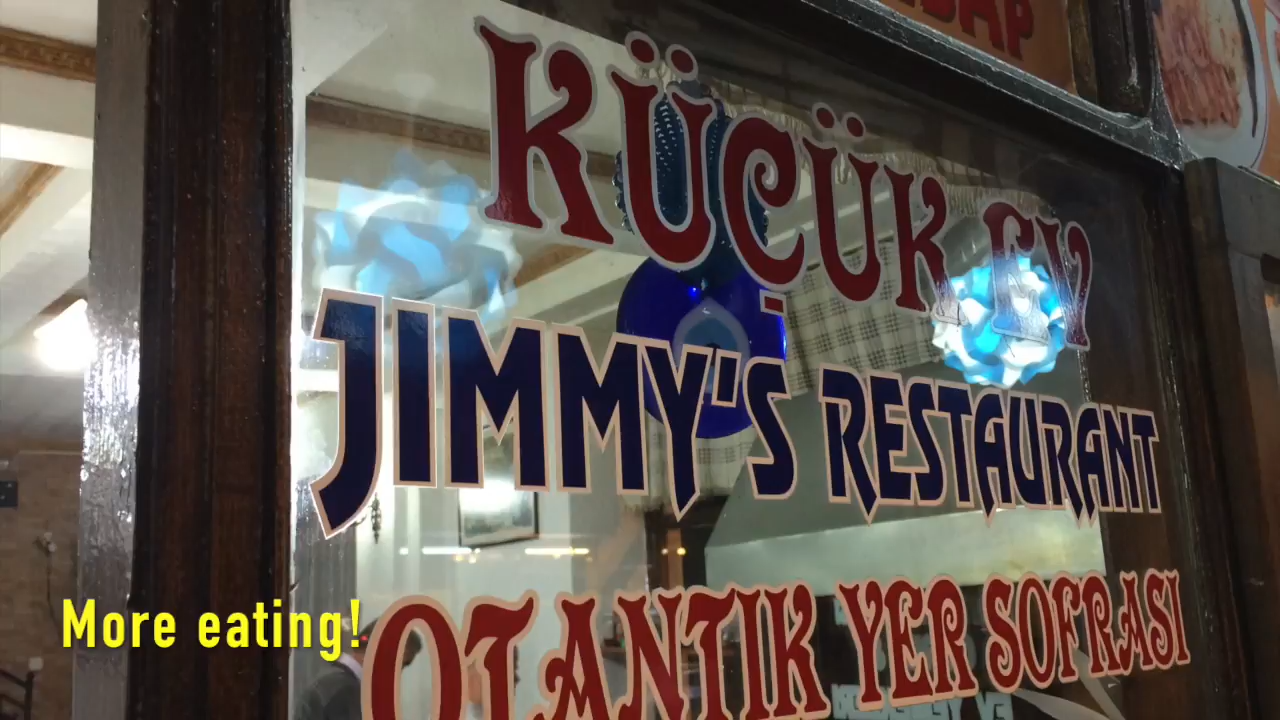 KÜÇÜK EV
JIMMY'S RESTAURANT
OTANTIK YER SOFRASI
More eating!